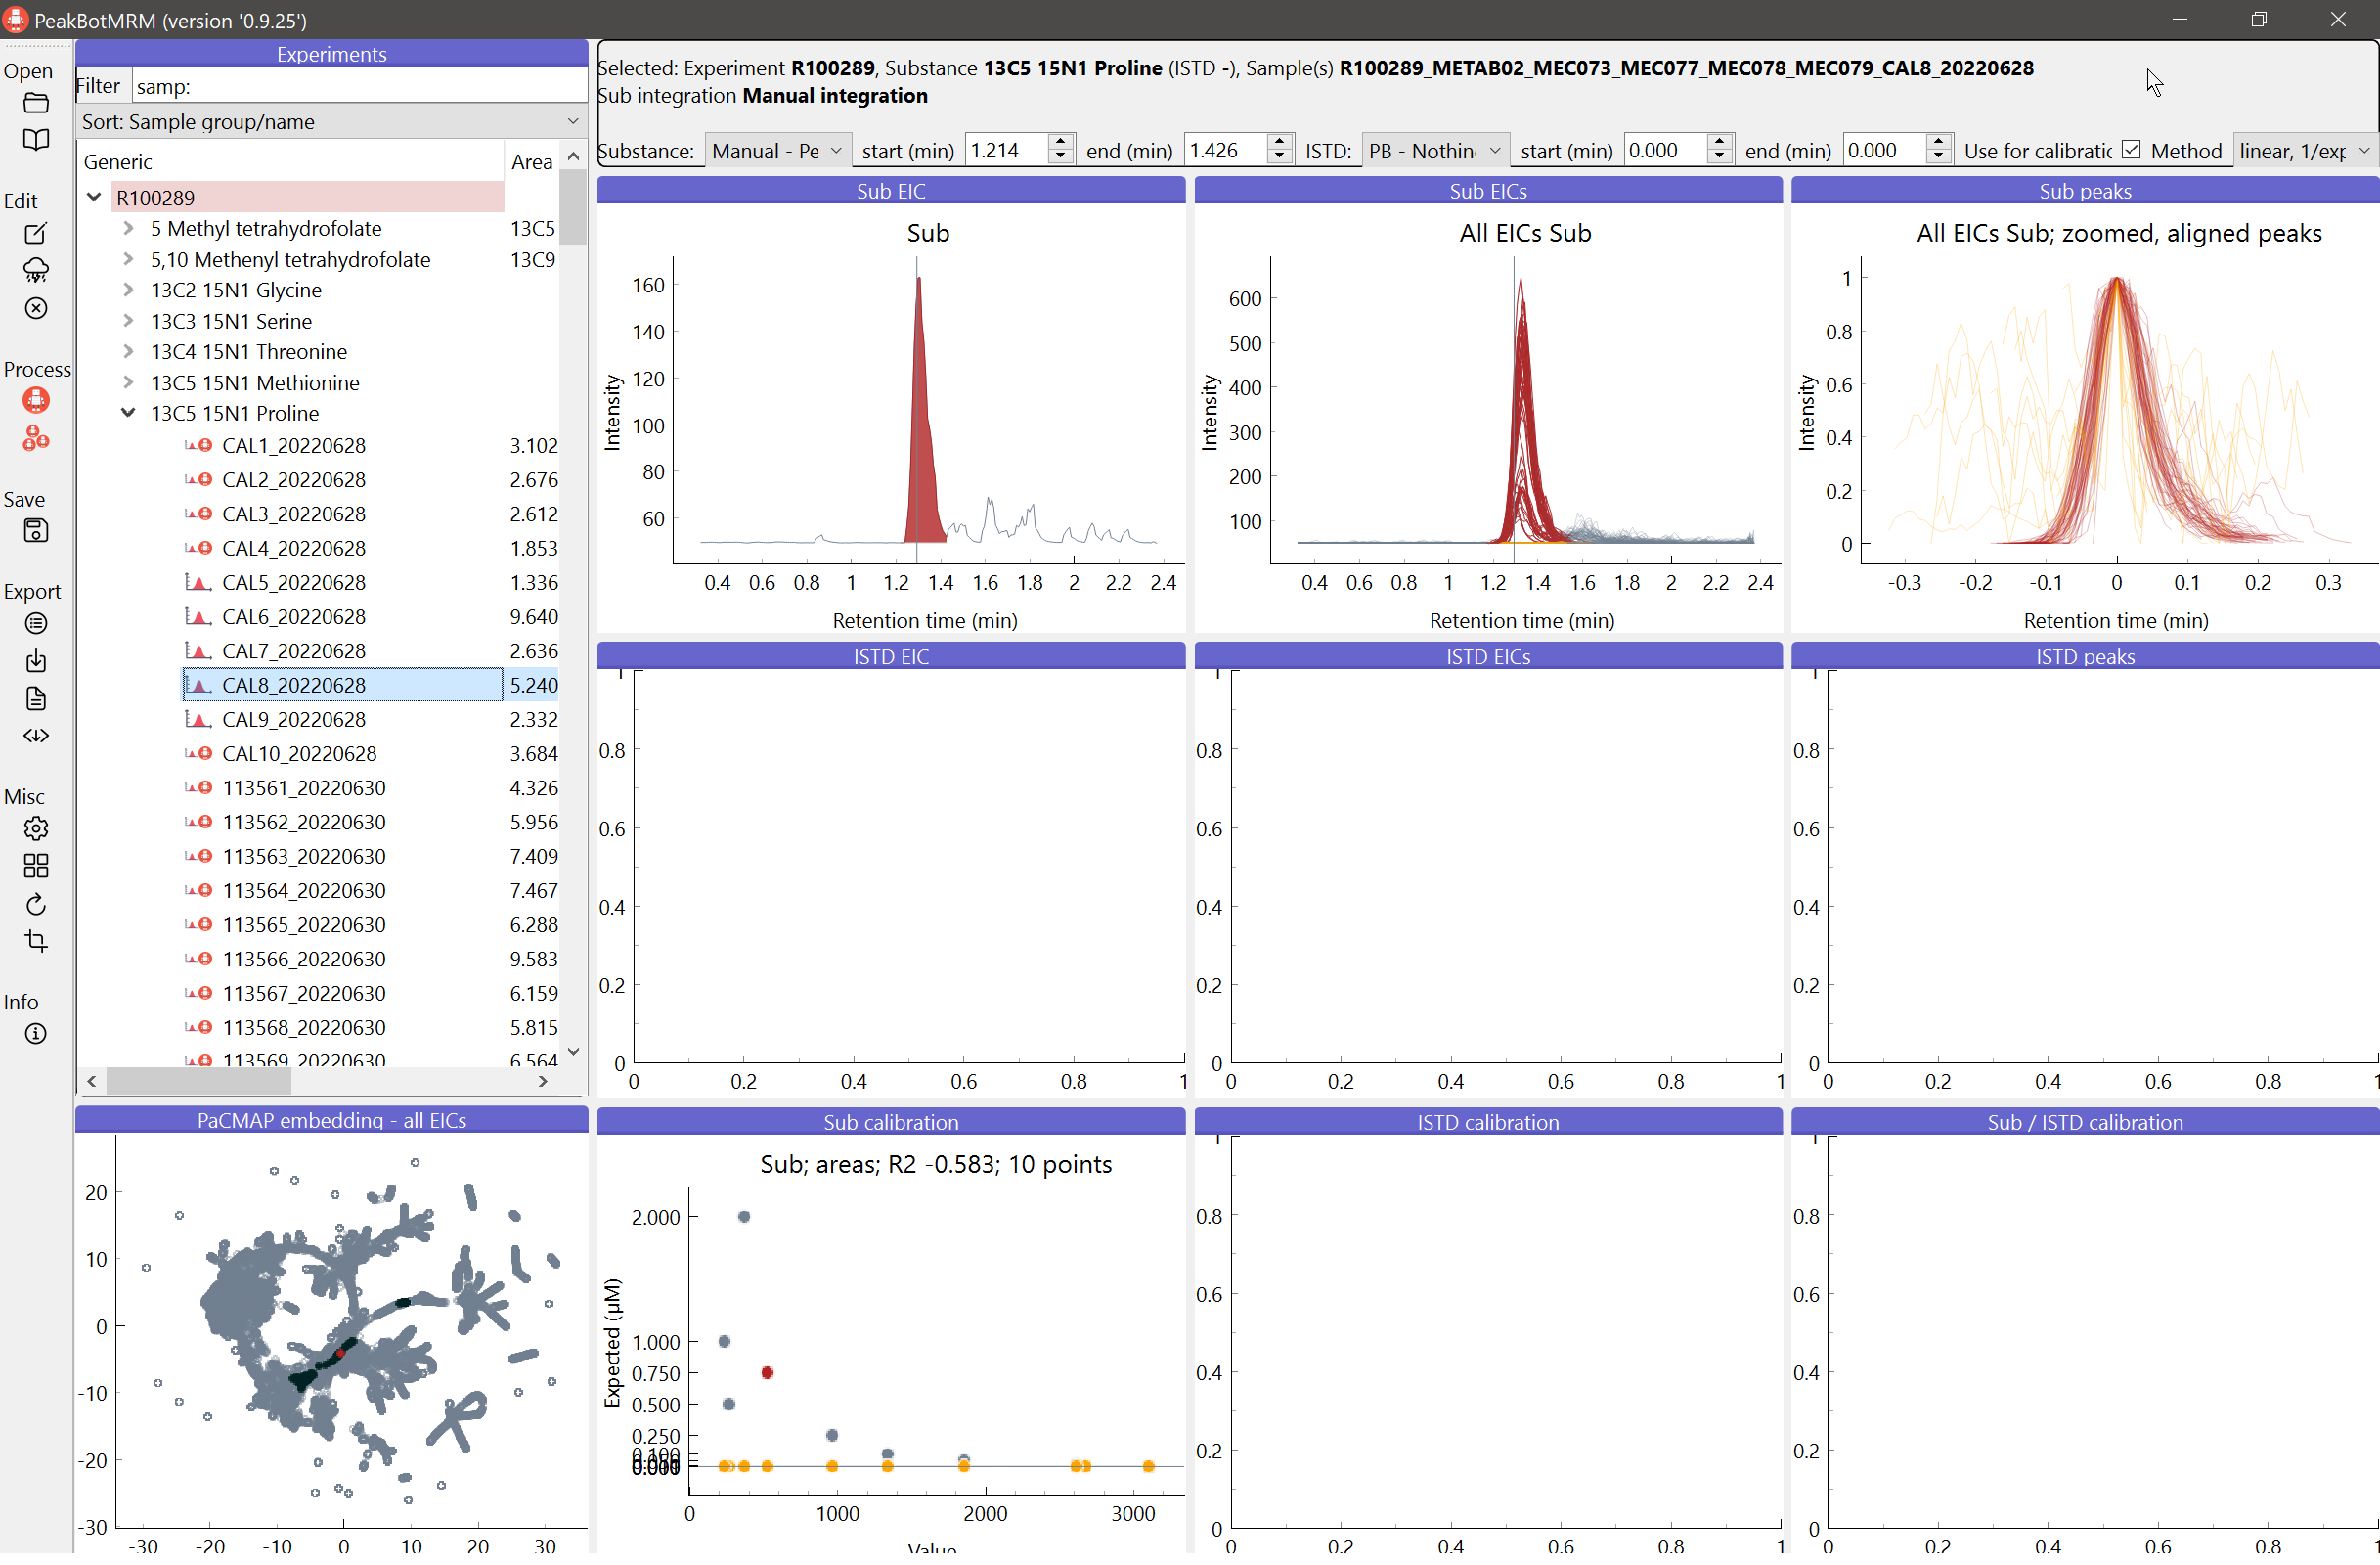 PeakBotMRM (version '0.9.25')
Open
Edit
Process
Save
Export
Misc
Info
Experiments
Filter samp:
Sort: Sample group/name
Generic Area
R100289
5 Methyl tetrahydrofolate 13C5
5,10 Methenyl tetrahydrofolate 13C9
13C2 15N1 Glycine
13C3 15N1 Serine
13C4 15N1 Threonine
13C5 15N1 Methionine
13C5 15N1 Proline
CAL1_20220628 3.102
CAL2_20220628 2.676
CAL3_20220628 2.612
CAL4_20220628 1.853
CAL5_20220628 1.336
CAL6_20220628 9.640
CAL7_20220628 2.636
CAL8_20220628 5.240
CAL9_20220628 2.332
CAL10_20220628 3.684
113561_20220630 4.326
113562_20220630 5.956
113563_20220630 7.409
113564_20220630 7.467
113565_20220630 6.288
113566_20220630 9.583
113567_20220630 6.159
113568_20220630 5.815
113569_20220630 6.564
PaCMAP embedding - all EICs
20
10
0
-10
-20
-30
-30 -20 -10 0 10 20 30
Selected: Experiment R100289, Substance 13C5 15N1 Proline (ISTD -), Sample(s) R100289_METAB02_MEC073_MEC077_MEC078_MEC079_CAL8_20220628
Sub integration Manual integration
Substance: Manual - Pe start (min) 1.214 end (min) 1.426 ISTD: PB - Nothin start (min) 0.000 end (min) 0.000 Use for calibratic Method linear, 1/exp
Sub EIC
Sub
Intensity
160
140
120
100
80
60
0.4 0.6 0.8 1 1.2 1.4 1.6 1.8 2 2.2 2.4
Retention time (min)
Sub EICs
All EICs Sub
Intensity
600
500
400
300
200
100
0.4 0.6 0.8 1 1.2 1.4 1.6 1.8 2 2.2 2.4
Retention time (min)
Sub peaks
All EICs Sub; zoomed, aligned peaks
Intensity
1
0.8
0.6
0.4
0.2
0
-0.3 -0.2 -0.1 0 0.1 0.2 0.3
Retention time (min)
ISTD EIC
1
0.8
0.6
0.4
0.2
0
0 0.2 0.4 0.6 0.8 1
ISTD EICs
1
0.8
0.6
0.4
0.2
0
0 0.2 0.4 0.6 0.8 1
ISTD peaks
1
0.8
0.6
0.4
0.2
0
0 0.2 0.4 0.6 0.8 1
Sub calibration
Sub; areas; R2 -0.583; 10 points
Expected (µM)
2.000
1.000
0.750
0.500
0.250
0.100
0 1000 2000 3000
Value
ISTD calibration
1
0.8
0.6
0.4
0.2
0
0 0.2 0.4 0.6 0.8 1
Sub / ISTD calibration
1
0.8
0.6
0.4
0.2
0
0 0.2 0.4 0.6 0.8 1